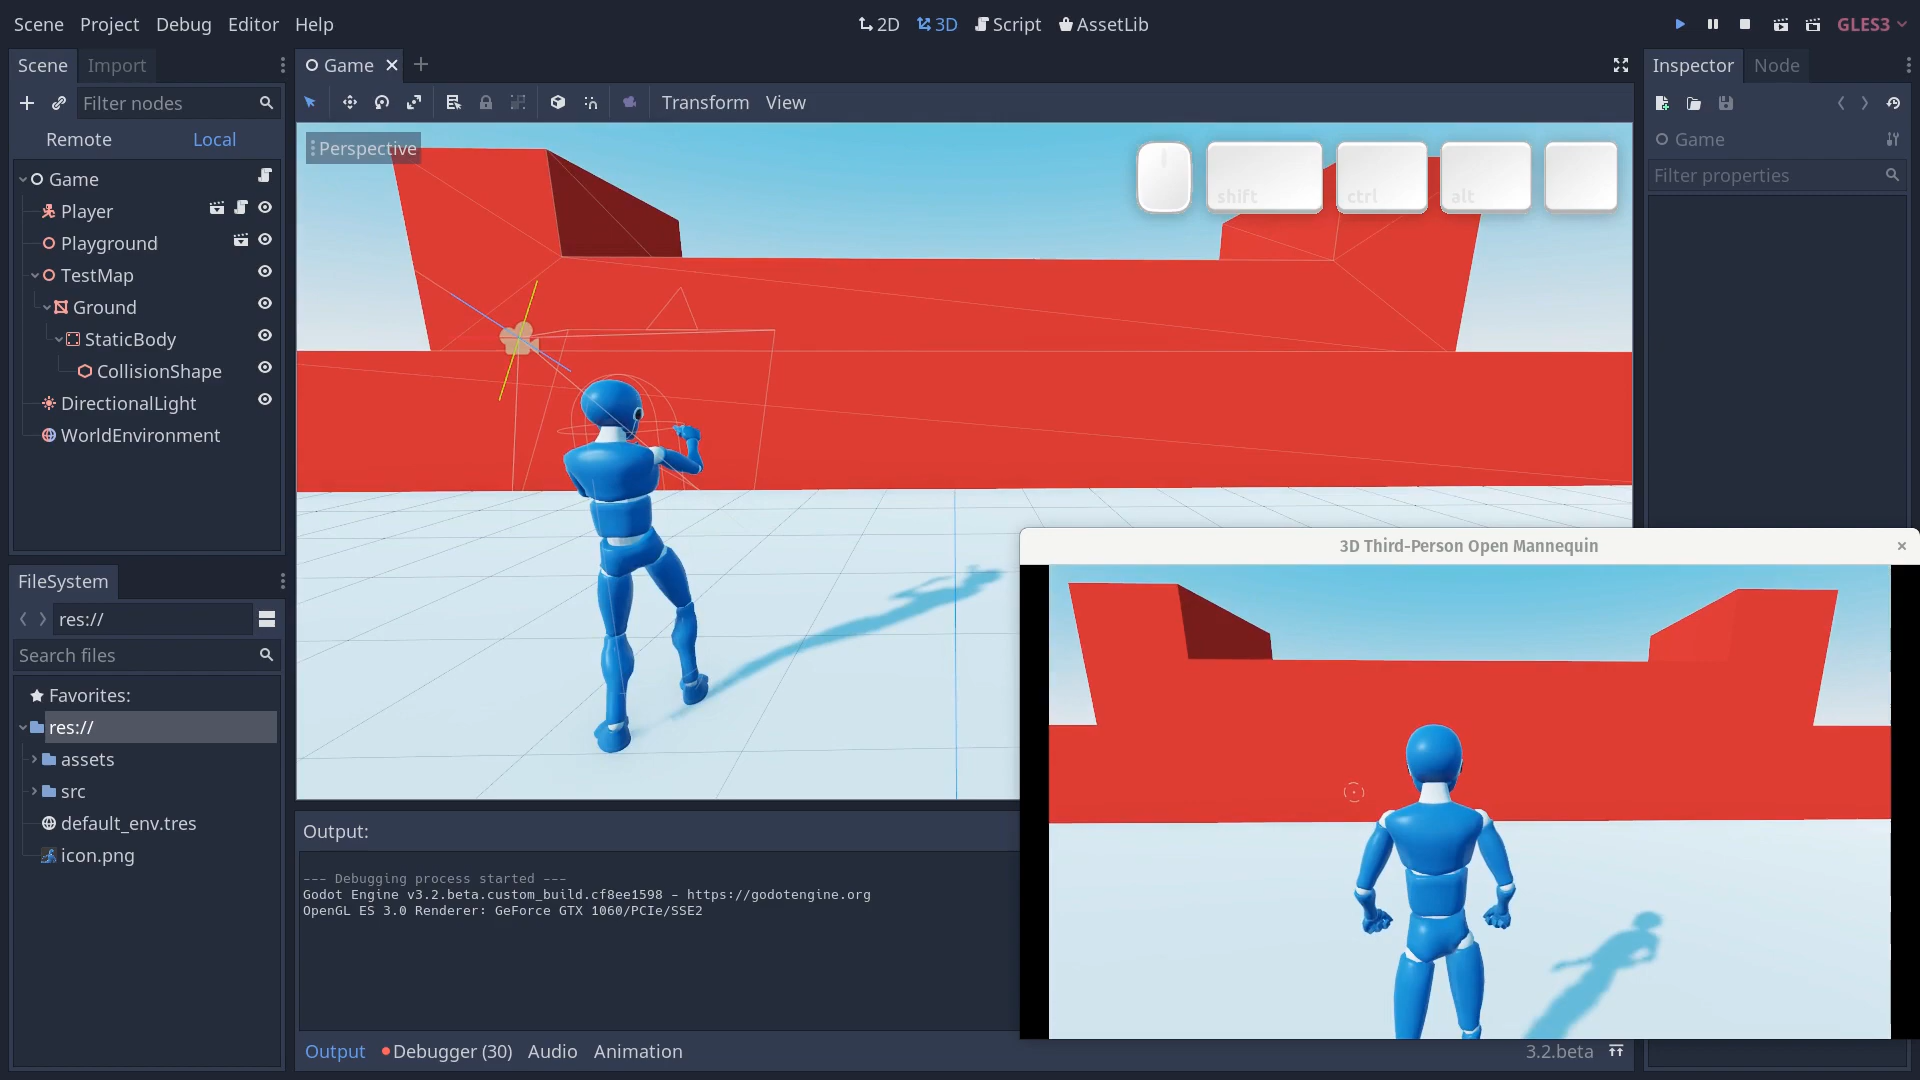 Scene Project Debug Editor Help
2D 3D Script AssetLib
GLES3
Scene Import
Filter nodes
Remote Local
Game
Player
Playground
TestMap
Ground
StaticBody
CollisionShape
DirectionalLight
WorldEnvironment
FileSystem
res://
Search files
Favorites:
res://
assets
src
default_env.tres
icon.png
Game
Transform View
Perspective
shift ctrl alt
3D Third-Person Open Mannequin
Output:
--- Debugging process started ---
Godot Engine v3.2.beta.custom_build.cf8ee1598 - https://godotengine.org
OpenGL ES 3.0 Renderer: GeForce GTX 1060/PCIe/SSE2
Output Debugger (30) Audio Animation
3.2.beta
Inspector Node
Game
Filter properties